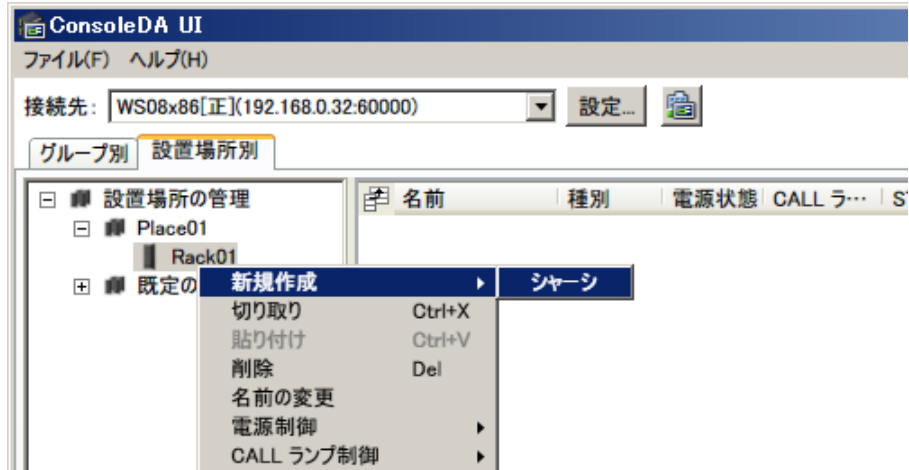 ConsoleDA UI
ファイル(F) ヘルプ(H)
接続先: WS08x86[正](192.168.0.32:60000) 設定...
グループ別 設置場所別
設置場所の管理 名前 種別 電源状態 CALL ラ… ST
Place01
Rack01
既定の
新規作成 シャーシ
切り取り Ctrl+X
貼り付け Ctrl+V
削除 Del
名前の変更
電源制御
CALL ランプ制御